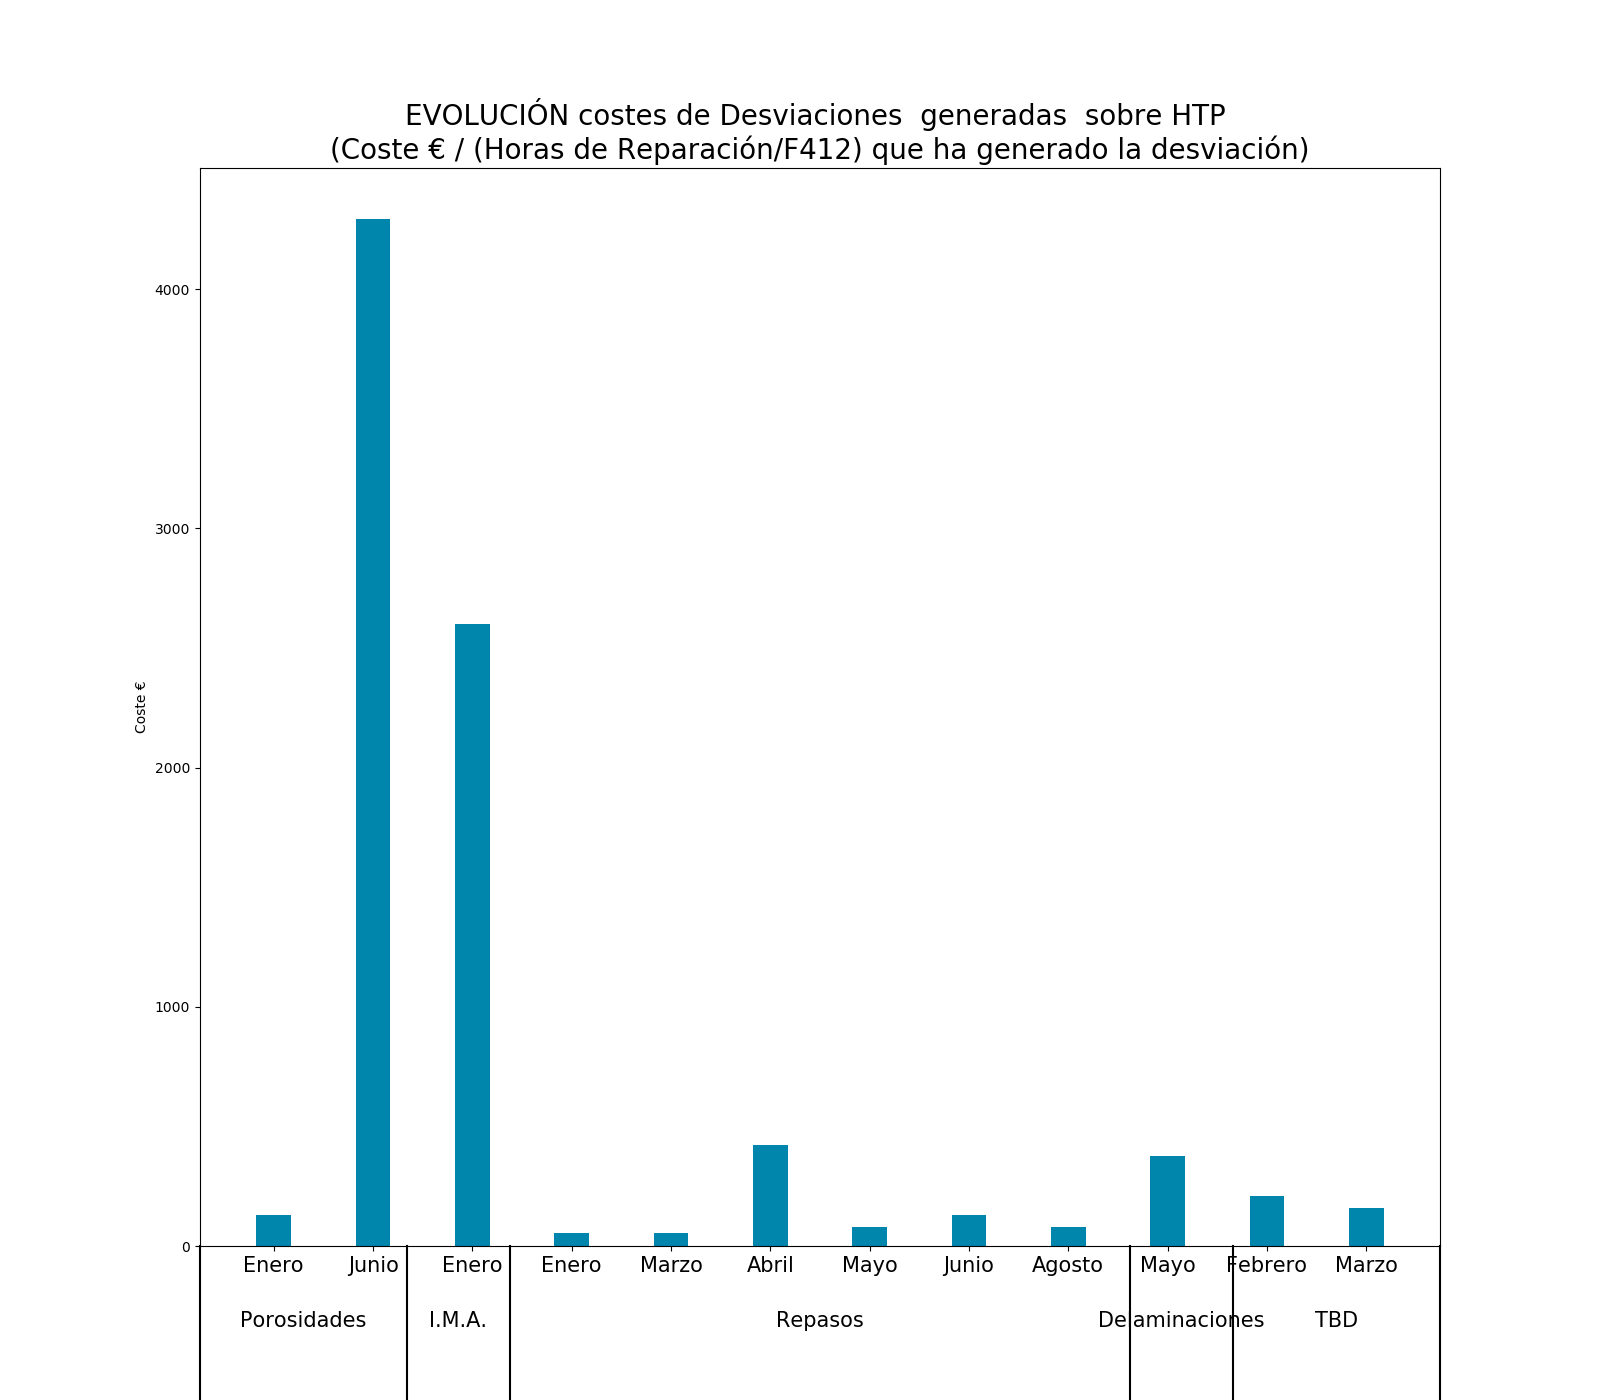 EVOLUCIÓN costes de Desviaciones  generadas  sobre HTP
(Coste € / (Horas de Reparación/F412) que ha generado la desviación)
4000
3000
2000
1000
0
Coste €
Enero Junio Enero Enero Marzo Abril Mayo Junio Agosto Mayo Febrero Marzo
Porosidades I.M.A. Repasos Delaminaciones TBD